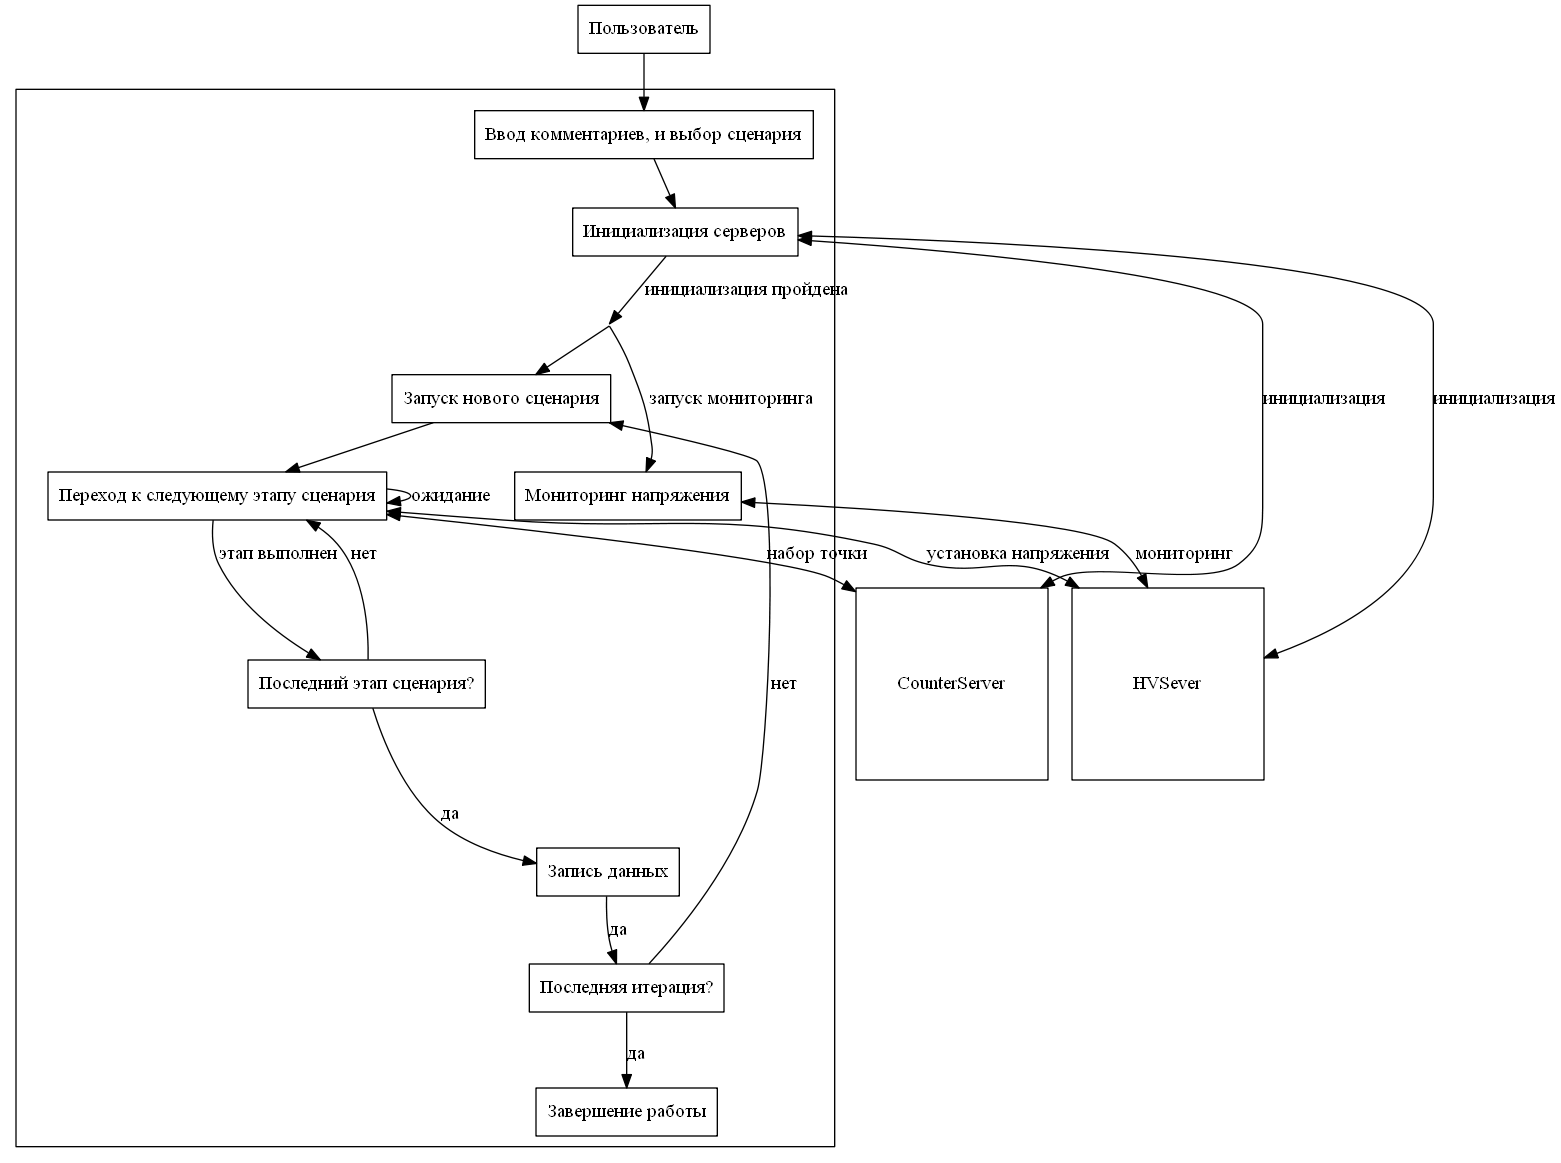 Пользователь
Ввод комментариев, и выбор сценария
Инициализация серверов
инициализация пройдена
Запуск нового сценария
запуск мониторинга
инициализация
инициализация
Переход к следующему этапу сценария
ожидание
Мониторинг напряжения
этап выполнен
нет
набор точки
установка напряжения
мониторинг
Последний этап сценария?
нет
CounterServer
HVSever
да
Запись данных
да
Последняя итерация?
да
Завершение работы